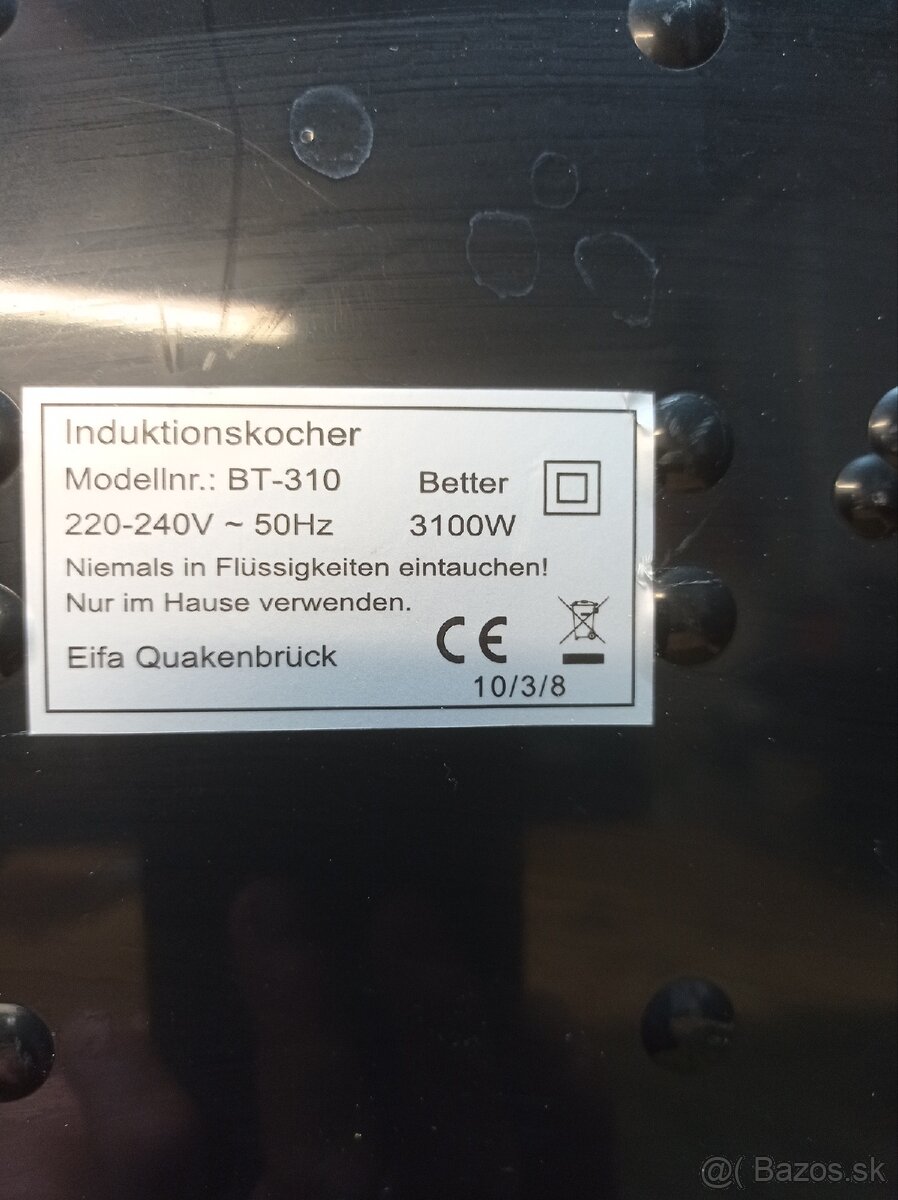 Induktionskocher
Modellnr.: BT-310 Better
220-240V ~ 50Hz 3100W
Niemals in Flüssigkeiten eintauchen!
Nur im Hause verwenden.
Eifa Quakenbrück CE
10/3/8
@( Bazos.sk